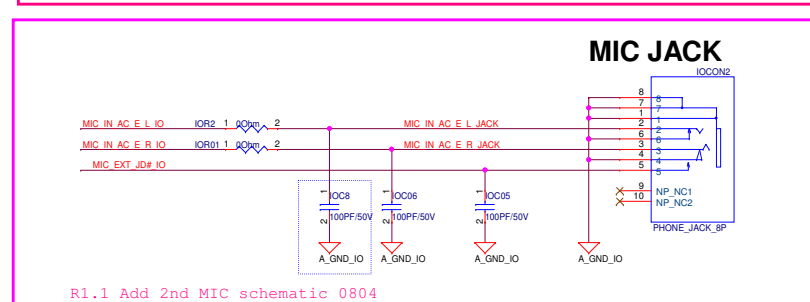 MIC JACK
IOCON2
8 8
7 7
1 1
MIC_IN_AC_E_L_IO IOR2 1 0Ohm 2 MIC_IN_AC_E_L_JACK 2 2
6 6
MIC_IN_AC_E_R_IO IOR01 1 0Ohm 2 MIC_IN_AC_E_R_JACK 3 3
4 4
MIC_EXT_JD#_IO 5 5
9 NP_NC1
10 NP_NC2
1 IOC8 1 IOC06 1 IOC05
2 100PF/50V 2 100PF/50V 2 100PF/50V
PHONE_JACK_8P
A_GND_IO A_GND_IO A_GND_IO A_GND_IO
R1.1 Add 2nd MIC schematic 0804